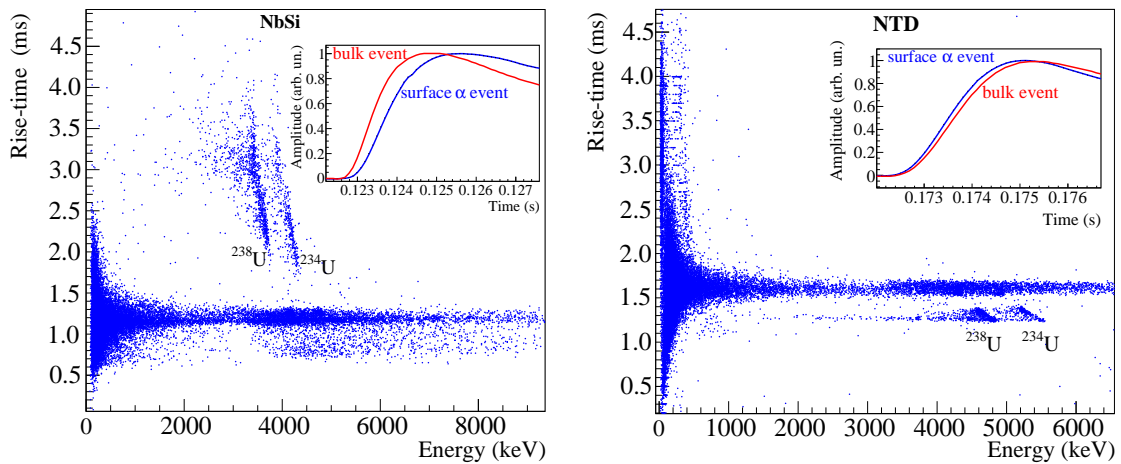 NbSi
Rise-time (ms)
4.5
4.0
3.5
3.0
2.5
2.0
1.5
1.0
0.5
0 2000 4000 6000 8000
Energy (keV)
238U
234U
Amplitude (arb. un.)
1
0.8
0.6
0.4
0.2
0
bulk event
surface α event
0.123 0.124 0.125 0.126 0.127
Time (s)
NTD
Rise-time (ms)
4.5
4.0
3.5
3.0
2.5
2.0
1.5
1.0
0.5
0 1000 2000 3000 4000 5000 6000
Energy (keV)
238U
234U
Amplitude (arb. un.)
1
0.8
0.6
0.4
0.2
0
surface α event
bulk event
0.173 0.174 0.175 0.176
Time (s)